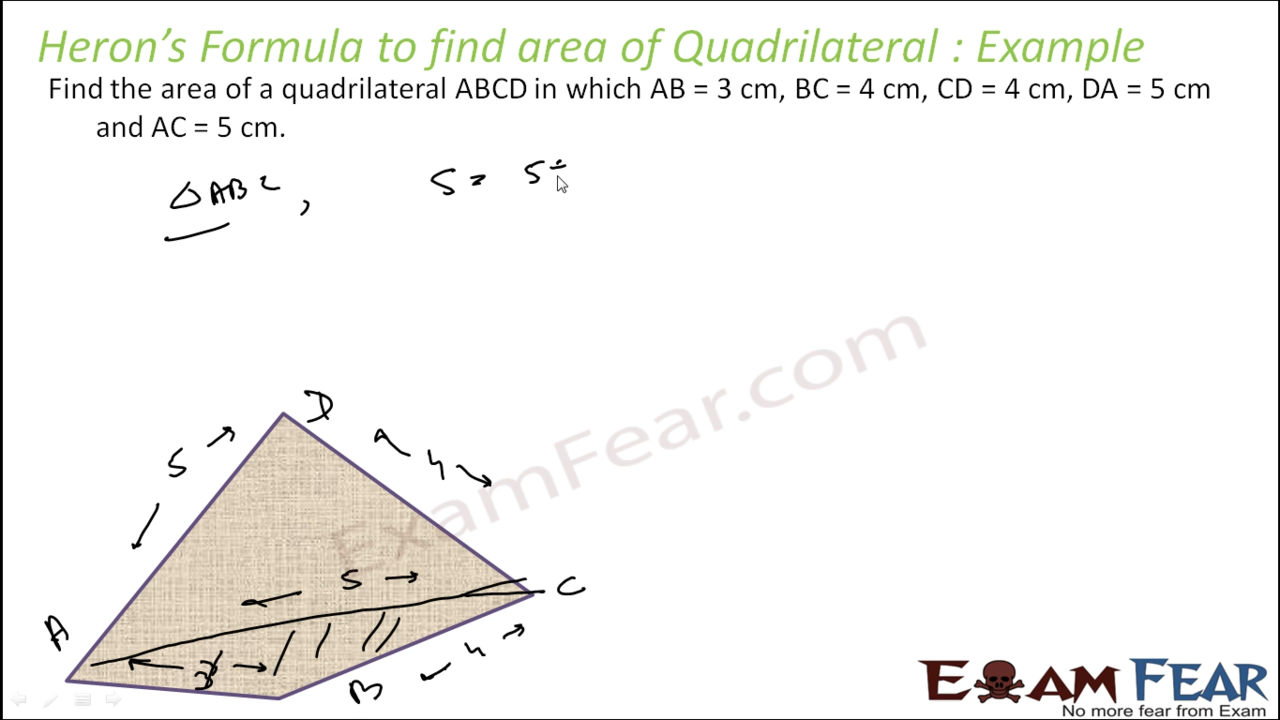 Heron's Formula to find area of Quadrilateral : Example
Find the area of a quadrilateral ABCD in which AB = 3 cm, BC = 4 cm, CD = 4 cm, DA = 5 cm
and AC = 5 cm.
△ABC, S = 5+
D
5
4
ExamFear.com
5
C
A
3
4
B
EXAM FEAR
No more fear from Exam